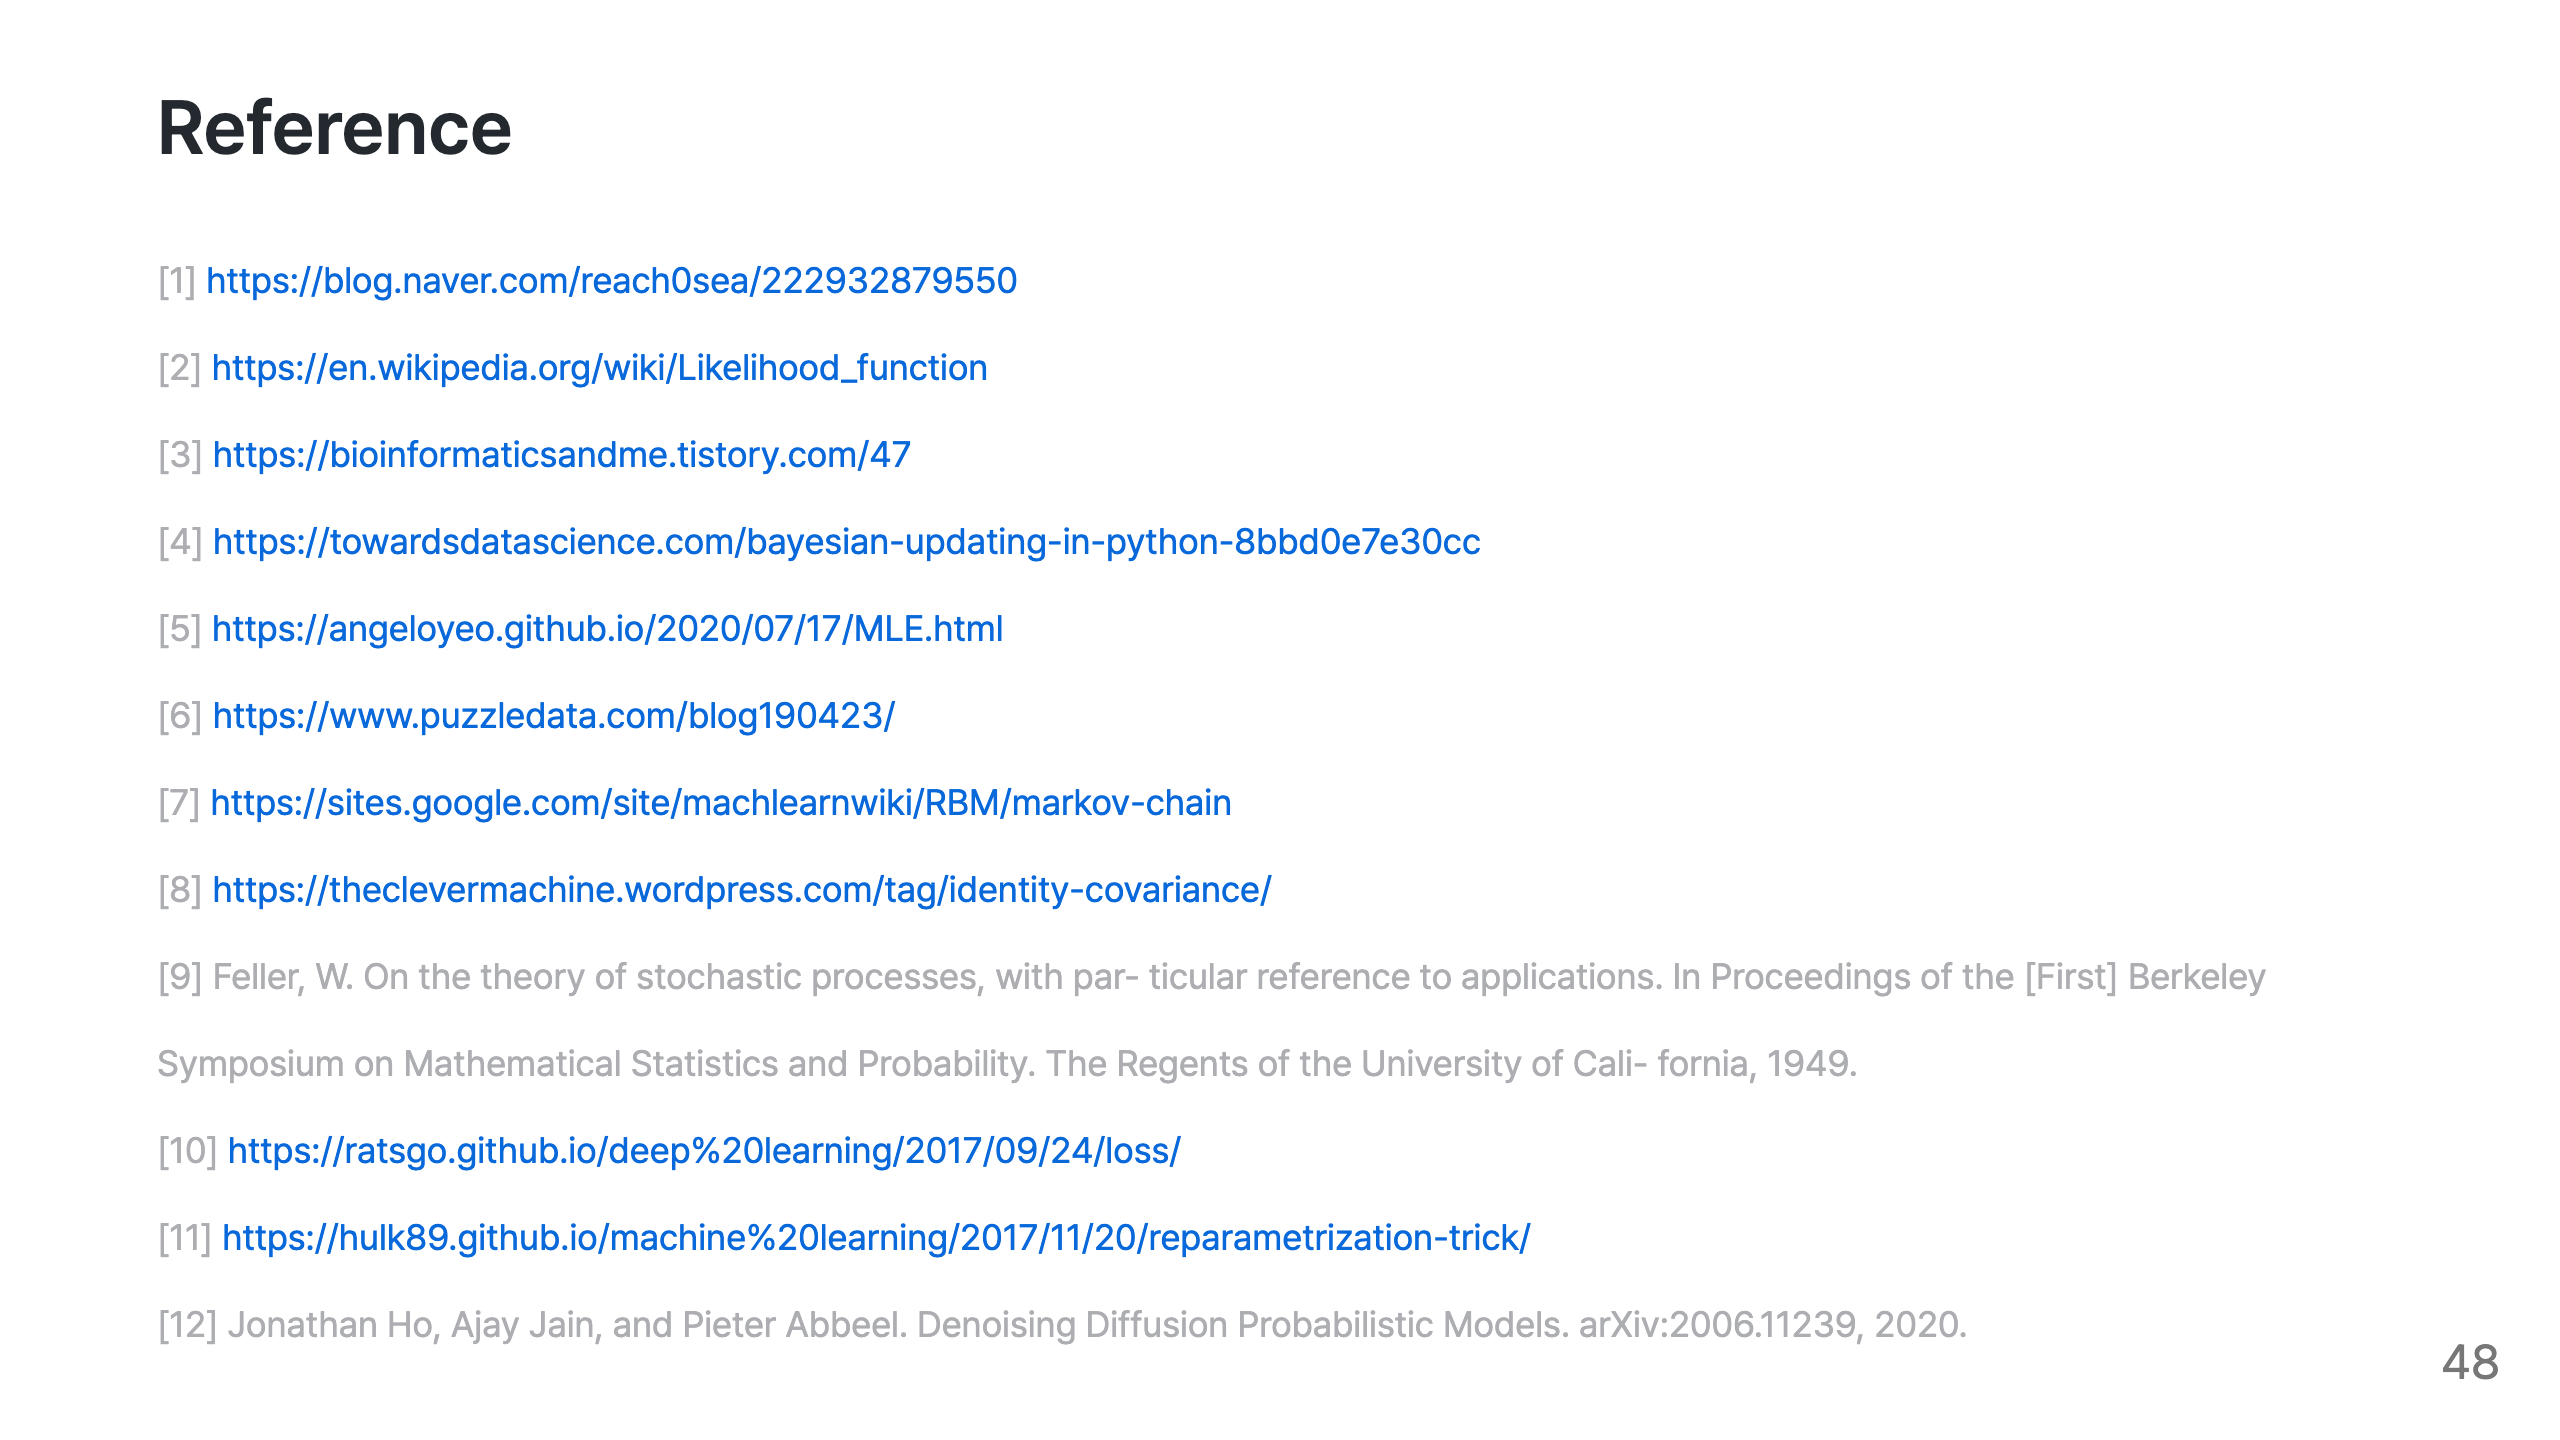 Reference
[1] https://blog.naver.com/reach0sea/222932879550
[2] https://en.wikipedia.org/wiki/Likelihood_function
[3] https://bioinformaticsandme.tistory.com/47
[4] https://towardsdatascience.com/bayesian-updating-in-python-8bbd0e7e30cc
[5] https://angeloyeo.github.io/2020/07/17/MLE.html
[6] https://www.puzzledata.com/blog190423/
[7] https://sites.google.com/site/machlearnwiki/RBM/markov-chain
[8] https://theclevermachine.wordpress.com/tag/identity-covariance/
[9] Feller, W. On the theory of stochastic processes, with par- ticular reference to applications. In Proceedings of the [First] Berkeley
Symposium on Mathematical Statistics and Probability. The Regents of the University of Cali- fornia, 1949.
[10] https://ratsgo.github.io/deep%20learning/2017/09/24/loss/
[11] https://hulk89.github.io/machine%20learning/2017/11/20/reparametrization-trick/
[12] Jonathan Ho, Ajay Jain, and Pieter Abbeel. Denoising Diffusion Probabilistic Models. arXiv:2006.11239, 2020.
48